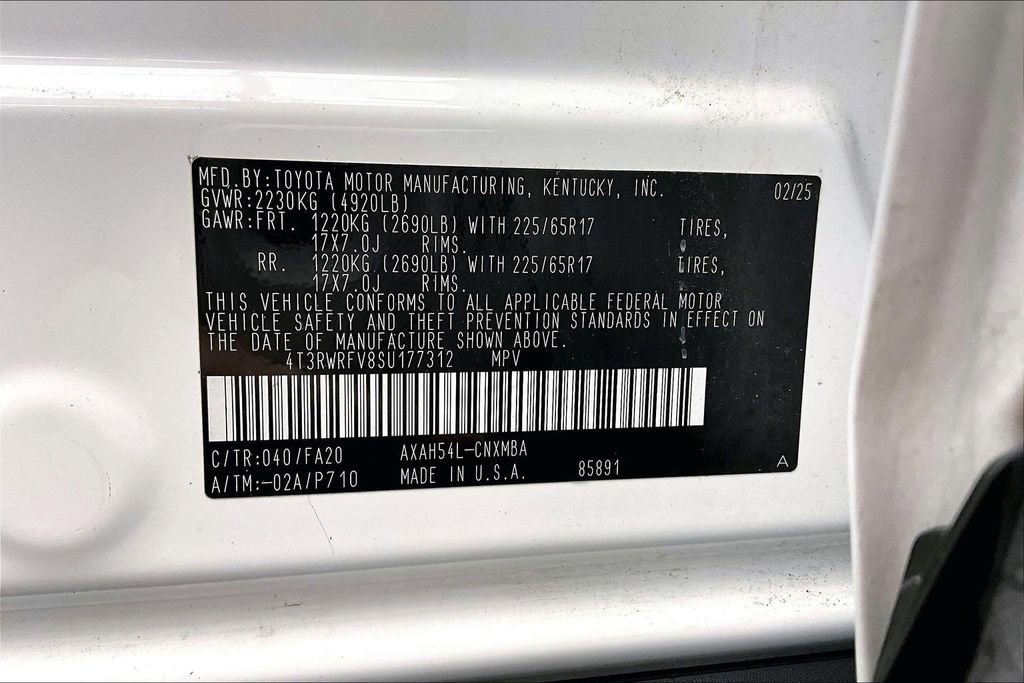 MFD.BY:TOYOTA MOTOR MANUFACTURING, KENTUCKY, INC. 02/25
GVWR:2230KG (4920LB)
GAWR:FRT. 1220KG (2690LB) WITH 225/65R17 TIRES,
17X7.0J RIMS.
RR. 1220KG (2690LB) WITH 225/65R17 TIRES,
17X7.0J RIMS.
THIS VEHICLE CONFORMS TO ALL APPLICABLE FEDERAL MOTOR
VEHICLE SAFETY AND THEFT PREVENTION STANDARDS IN EFFECT ON
THE DATE OF MANUFACTURE SHOWN ABOVE.
4T3RWRFV8SU177312 MPV
C/TR:040/FA20 AXAH54L-CNXMBA
A/TM:-02A/P710 MADE IN U.S.A. 85891 A